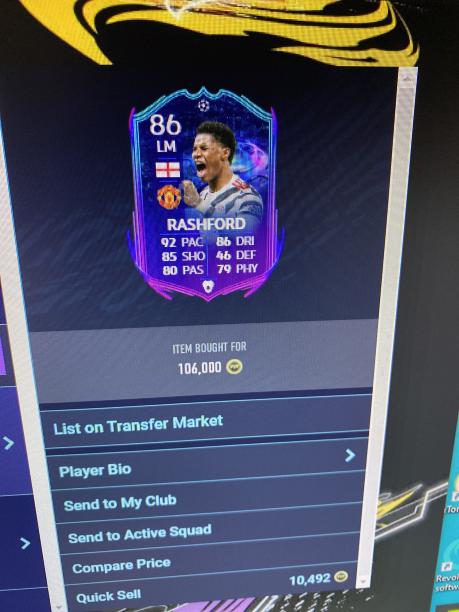 86
LM
RASHFORD
92 PAC 86 DRI
85 SHO 46 DEF
80 PAS 79 PHY
ITEM BOUGHT FOR
106,000
List on Transfer Market
Player Bio
Send to My Club
Send to Active Squad
Compare Price
Quick Sell 10,492